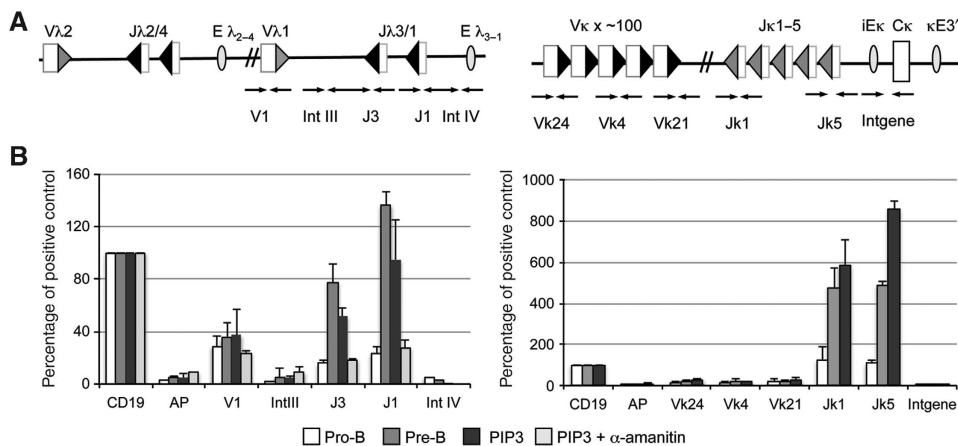 A
Vλ2
Jλ2/4
E λ2–4
Vλ1
Jλ3/1
E λ3–1
V1
Int III
J3
J1
Int IV
Vκ x ~100
Jκ1–5
iEκ
Cκ
κE3′
Vk24
Vk4
Vk21
Jk1
Jk5
Intgene
B
Percentage of positive control
160
120
80
40
0
CD19
AP
V1
IntIII
J3
J1
Int IV
Percentage of positive control
1000
800
600
400
200
0
CD19
AP
Vk24
Vk4
Vk21
Jk1
Jk5
Intgene
Pro-B
Pre-B
PIP3
PIP3 + α-amanitin